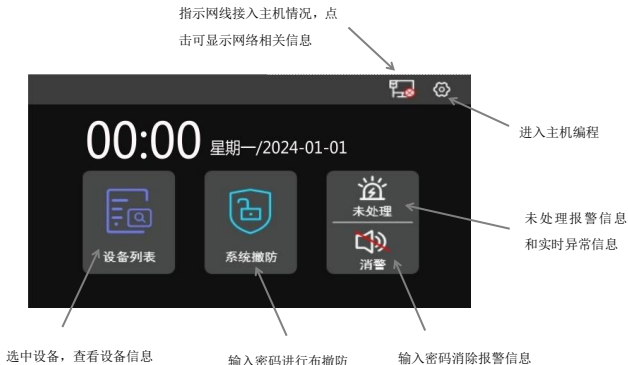 指示网线接入主机情况，点
击可显示网络相关信息
00:00 星期一/2024-01-01
进入主机编程
未处理
未处理报警信息
和实时异常信息
设备列表
系统撤防
消警
选中设备，查看设备信息
输入密码进行布撤防
输入密码消除报警信息